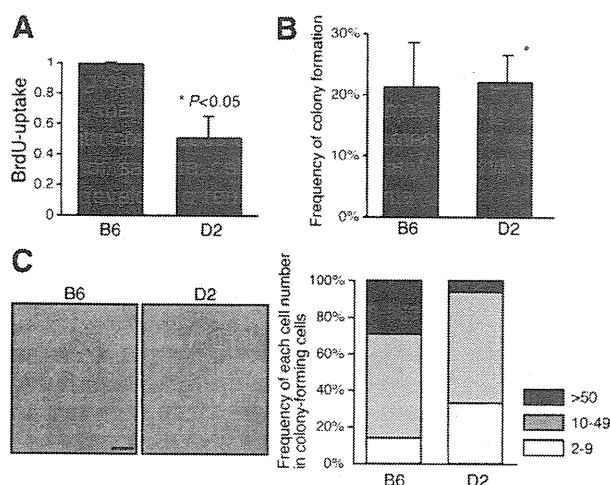 A
BrdU-uptake
1
0.8
0.6
0.4
0.2
0
* P<0.05
B6
D2
B
Frequency of colony formation
30%
20%
10%
0%
B6
D2
C
B6
D2
Frequency of each cell number
in colony-forming cells
100%
80%
60%
40%
20%
0%
B6
D2
>50
10-49
2-9